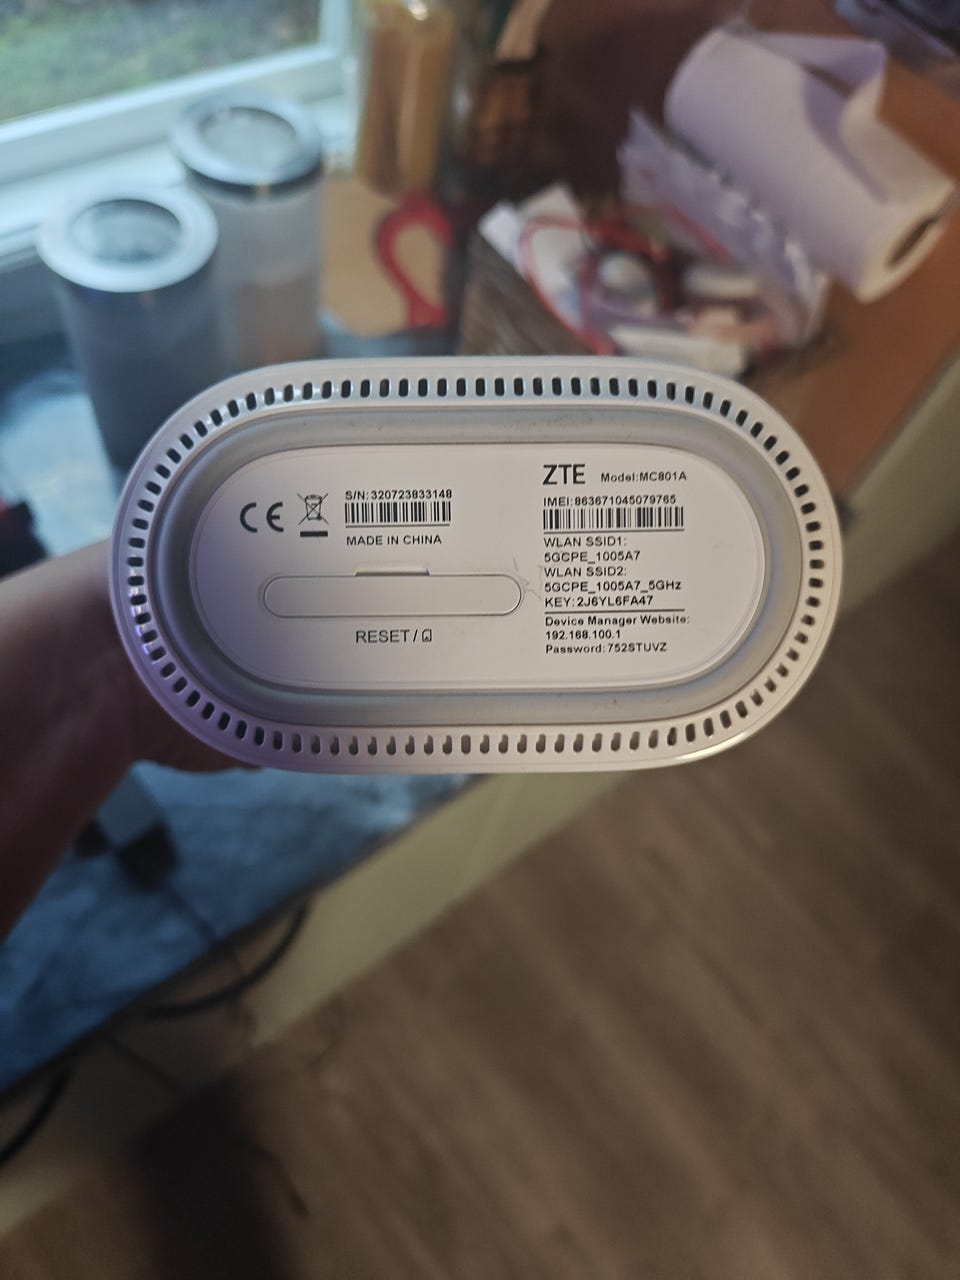 CE
S/N: 320723833148
MADE IN CHINA
RESET /
ZTE Model:MC801A
IMEI:863671045079765
WLAN SSID1:
5GCPE_1005A7
WLAN SSID2:
5GCPE_1005A7_5GHz
KEY: 2J6YL6FA47
Device Manager Website:
192.168.100.1
Password: 752STUVZ